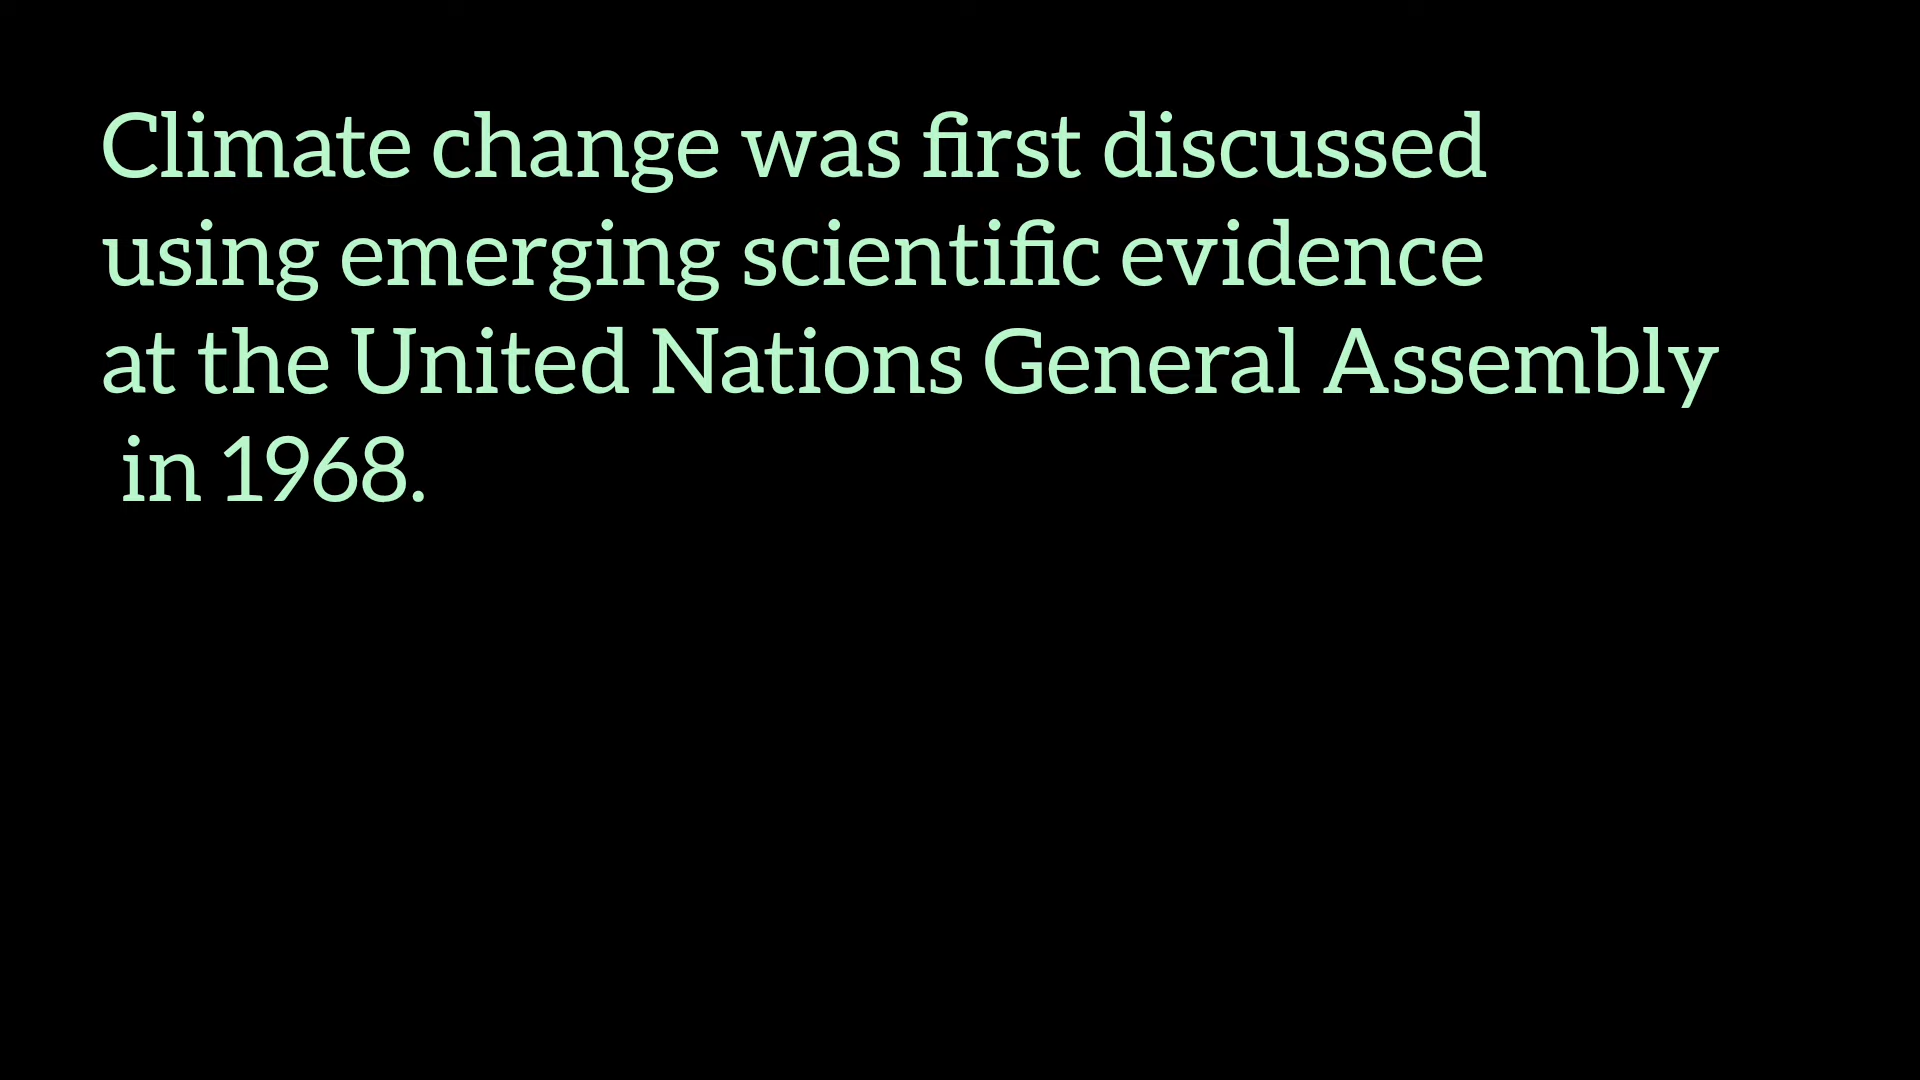 Climate change was first discussed
using emerging scientific evidence
at the United Nations General Assembly
in 1968.